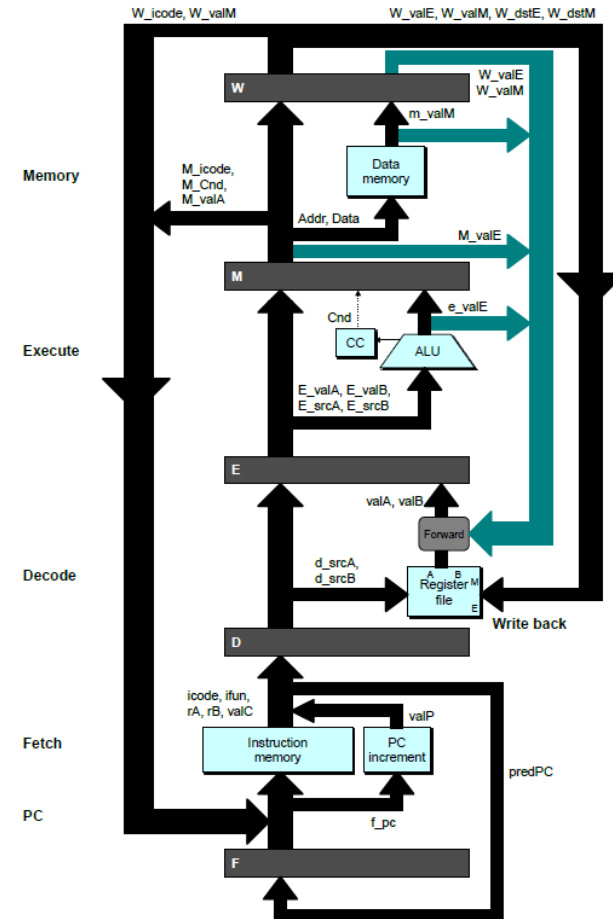 W_icode, W_valM
W_valE, W_valM, W_dstE, W_dstM
W
W_valE
W_valM
m_valM
Memory
Data
memory
M_icode,
M_Cnd,
M_valA
Addr, Data
M_valE
M
Cnd
e_valE
CC
ALU
Execute
E_valA, E_valB,
E_srcA, E_srcB
E
valA, valB
Forward
Decode
d_srcA,
d_srcB
A B
Register
file
M
E
Write back
D
icode, ifun,
rA, rB, valC
valP
Fetch
Instruction
memory
PC
increment
predPC
PC
f_pc
F